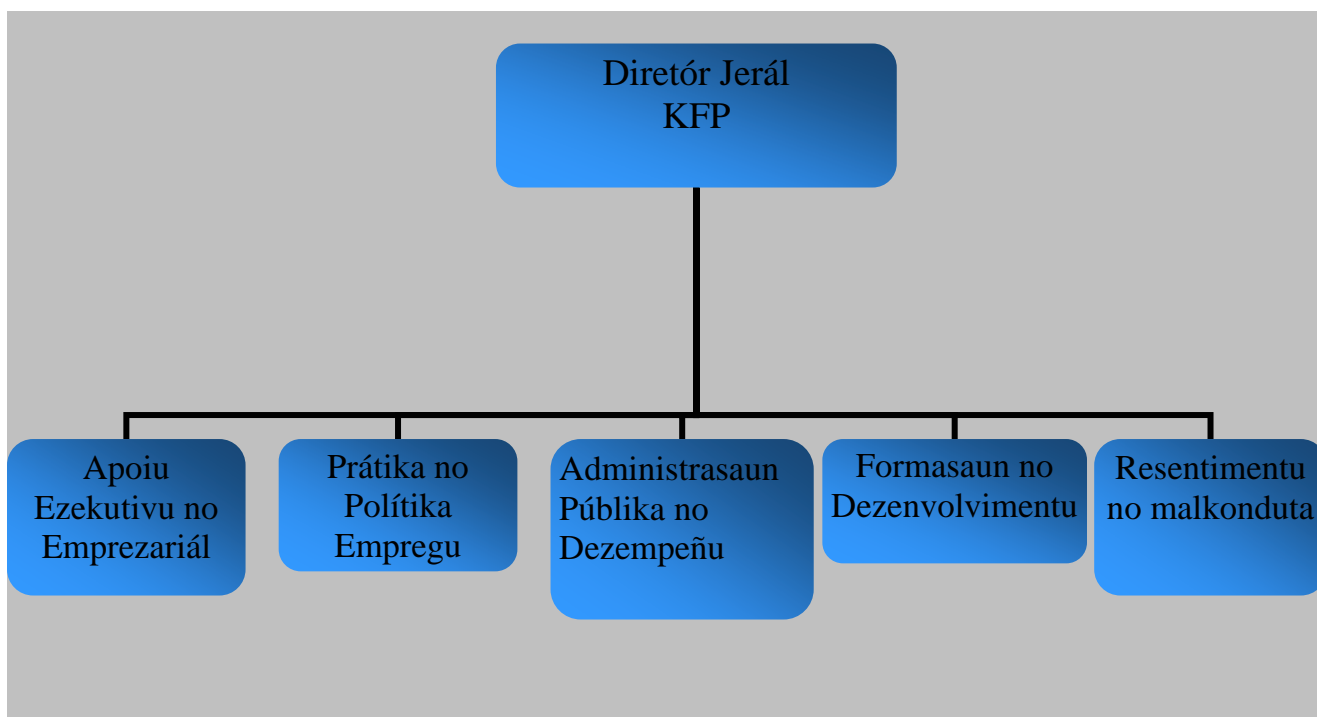 Diretór Jerál
KFP
Apoiu
Ezekutivu no
Emprezariál
Prátika no
Polítika
Empregu
Administrasaun
Públika no
Dezempeñu
Formasaun no
Dezenvolvimentu
Resentimentu
no malkonduta